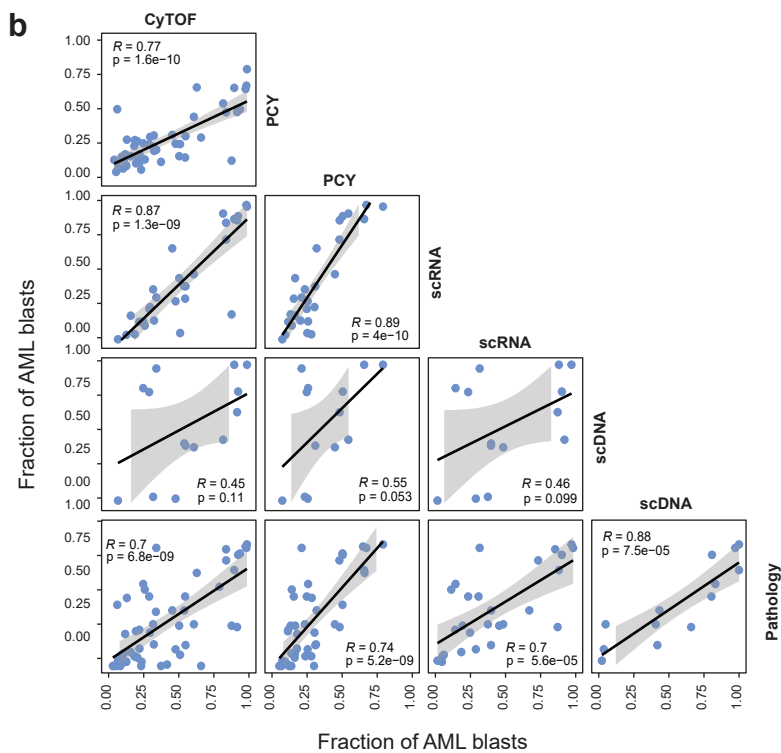 b
CyTOF
1.00
0.75
0.50
0.25
0.00
R = 0.77
p = 1.6e−10
PCY
PCY
1.00
0.75
0.50
0.25
0.00
R = 0.87
p = 1.3e−09
R = 0.89
p = 4e−10
scRNA
scRNA
1.00
0.75
0.50
0.25
0.00
R = 0.45
p = 0.11
R = 0.55
p = 0.053
R = 0.46
p = 0.099
scDNA
scDNA
1.00
0.75
0.50
0.25
0.00
R = 0.7
p = 6.8e−09
R = 0.74
p = 5.2e−09
R = 0.7
p = 5.6e−05
R = 0.88
p = 7.5e−05
Pathology
0.00 0.25 0.50 0.75 1.00 0.00 0.25 0.50 0.75 1.00 0.00 0.25 0.50 0.75 1.00 0.00 0.25 0.50 0.75 1.00
Fraction of AML blasts
Fraction of AML blasts